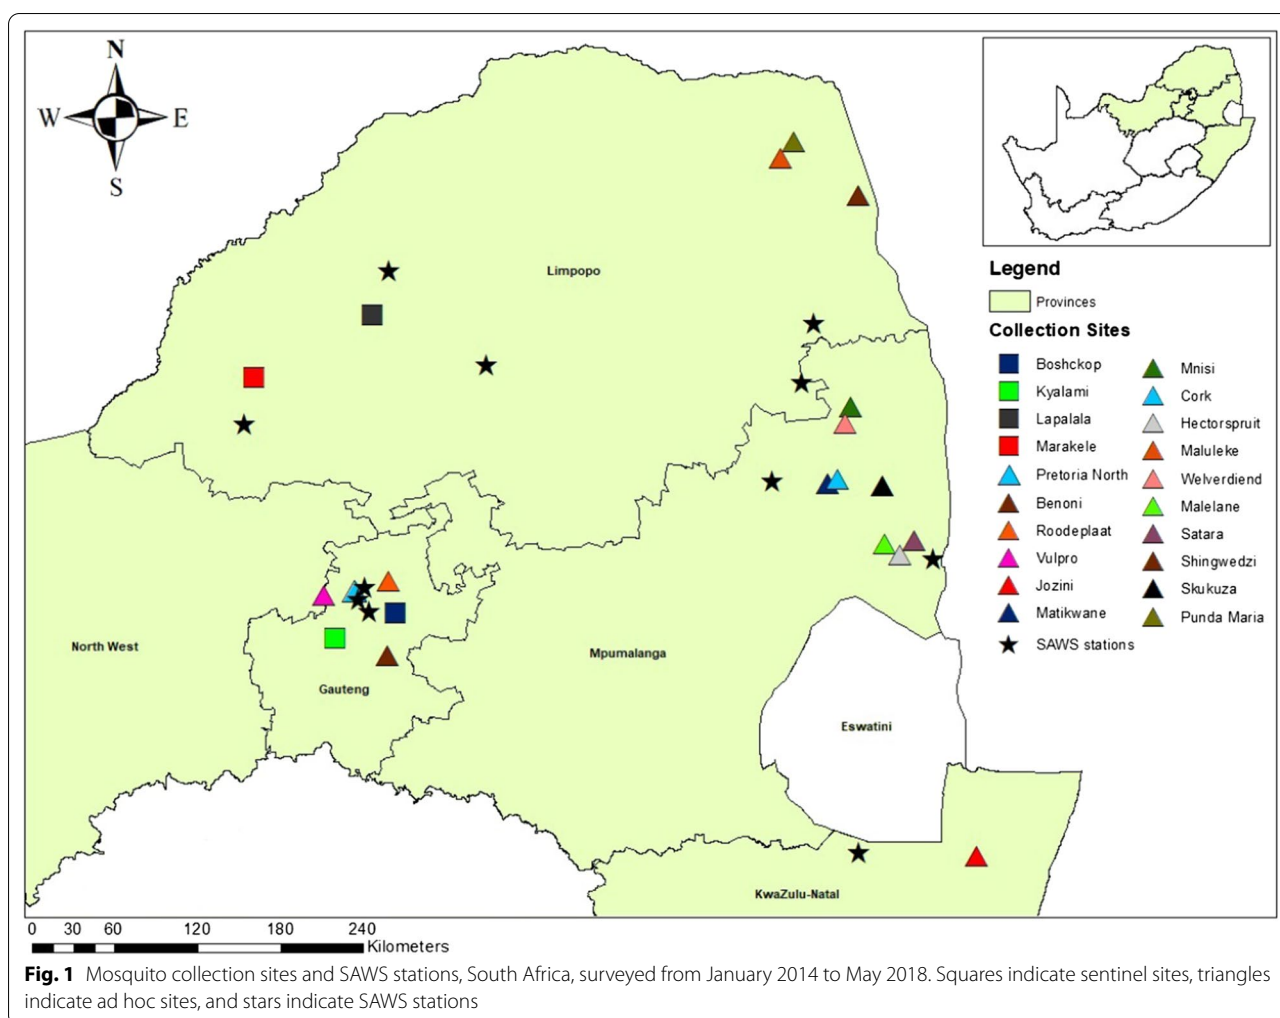 N
W E
S
Limpopo
North West
Gauteng
Mpumalanga
Eswatini
KwaZulu-Natal
Legend
Provinces
Collection Sites
Boshckop
Kyalami
Lapalala
Marakele
Pretoria North
Benoni
Roodeplaat
Vulpro
Jozini
Matikwane
SAWS stations
Mnisi
Cork
Hectorspruit
Maluleke
Welverdiend
Malelane
Satara
Shingwedzi
Skukuza
Punda Maria
0 30 60 120 180 240
Kilometers
Fig. 1 Mosquito collection sites and SAWS stations, South Africa, surveyed from January 2014 to May 2018. Squares indicate sentinel sites, triangles
indicate ad hoc sites, and stars indicate SAWS stations